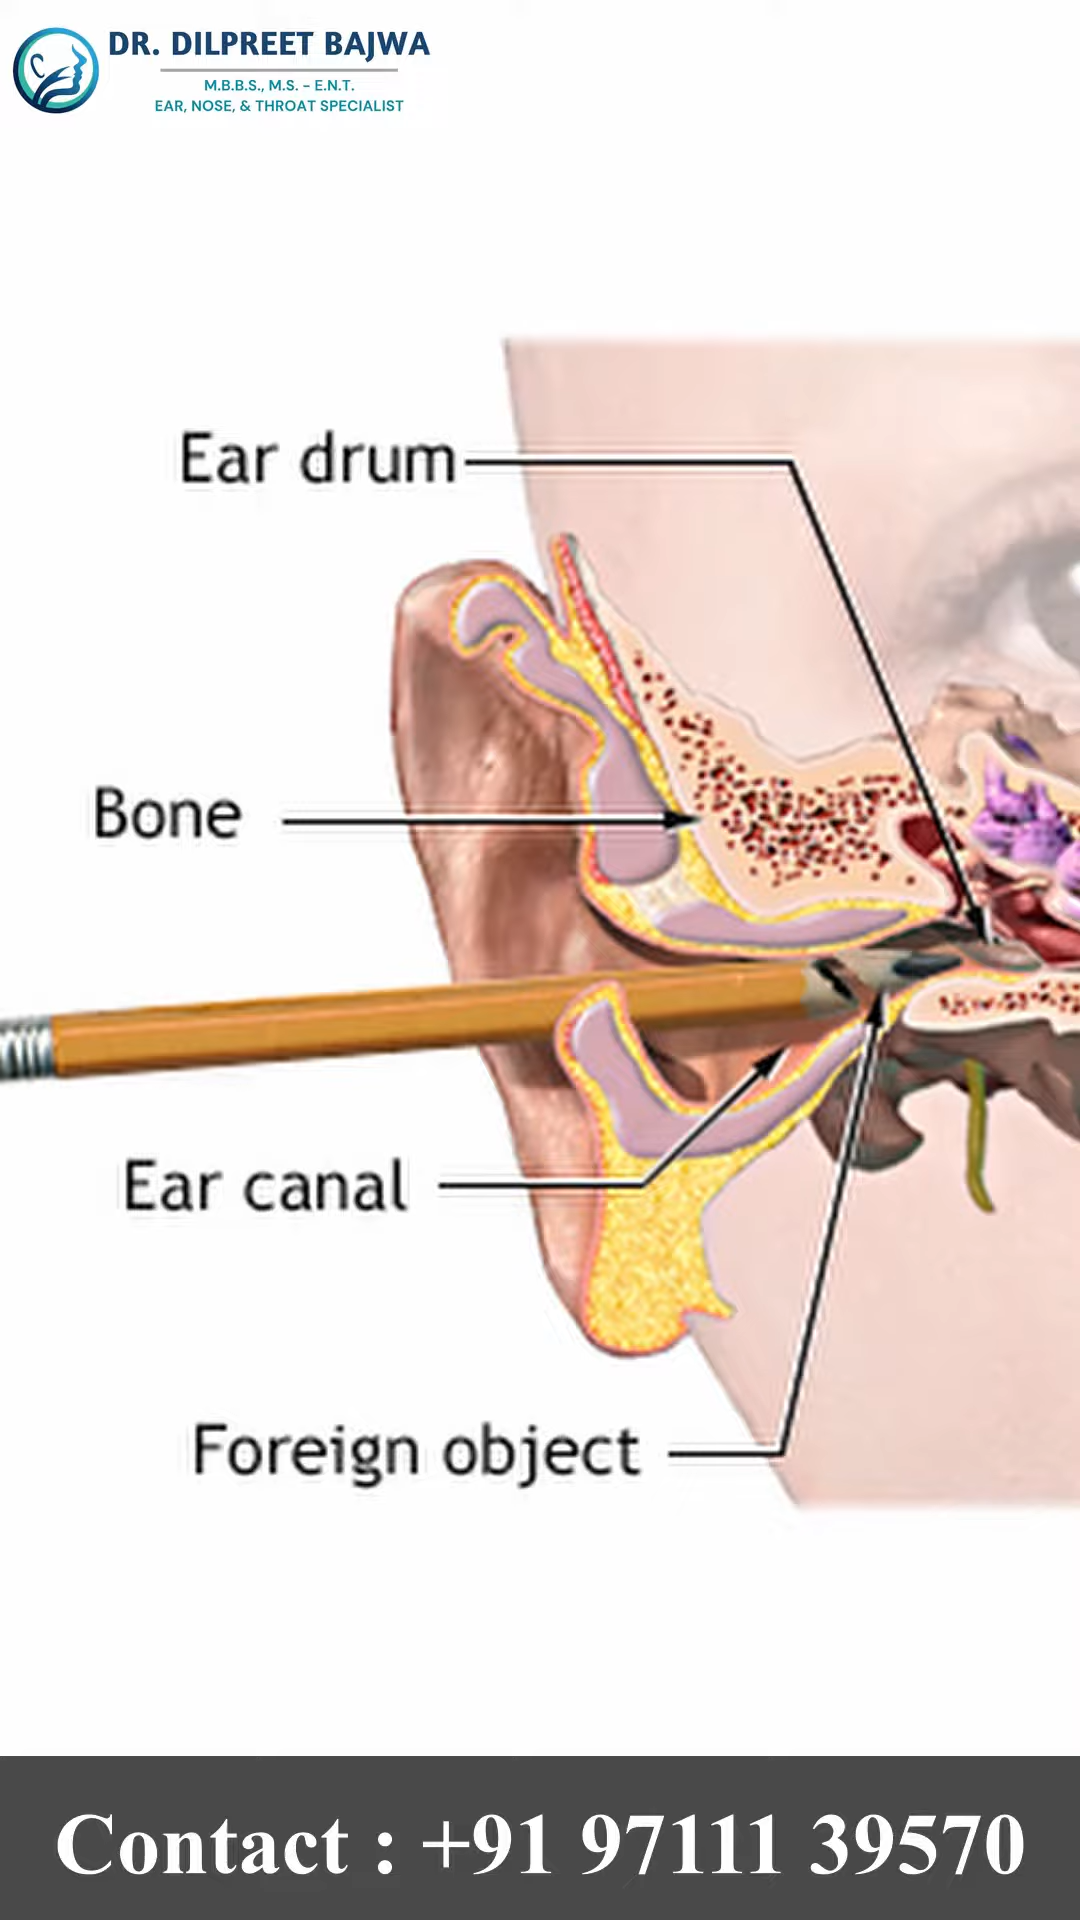 DR. DILPREET BAJWA
M.B.B.S., M.S. - E.N.T.
EAR, NOSE, & THROAT SPECIALIST
Ear drum
Bone
Ear canal
Foreign object
Contact : +91 97111 39570